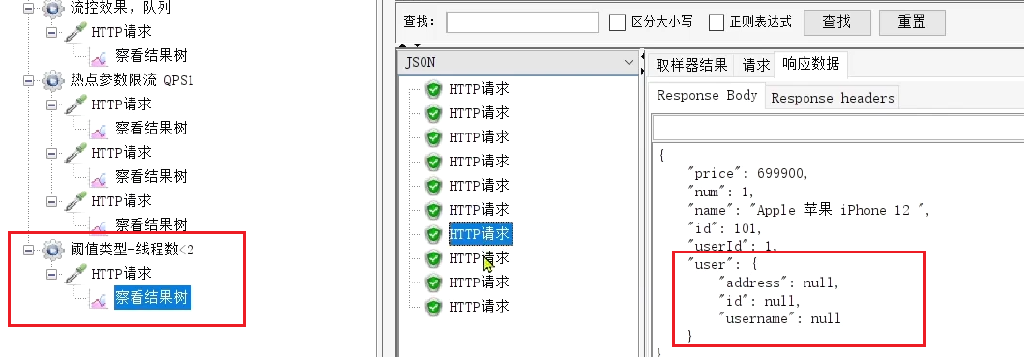 流控效果，队列
HTTP请求
察看结果树
热点参数限流 QPS1
HTTP请求
察看结果树
HTTP请求
察看结果树
HTTP请求
察看结果树
阈值类型-线程数<2
HTTP请求
察看结果树
查找：
区分大小写
正则表达式
查找
重置
JSON
HTTP请求
HTTP请求
HTTP请求
HTTP请求
HTTP请求
HTTP请求
HTTP请求
HTTP请求
HTTP请求
HTTP请求
取样器结果 请求 响应数据
Response Body Response headers
{
"price": 699900,
"num": 1,
"name": "Apple 苹果 iPhone 12 ",
"id": 101,
"userId": 1,
"user": {
"address": null,
"id": null,
"username": null
}
}